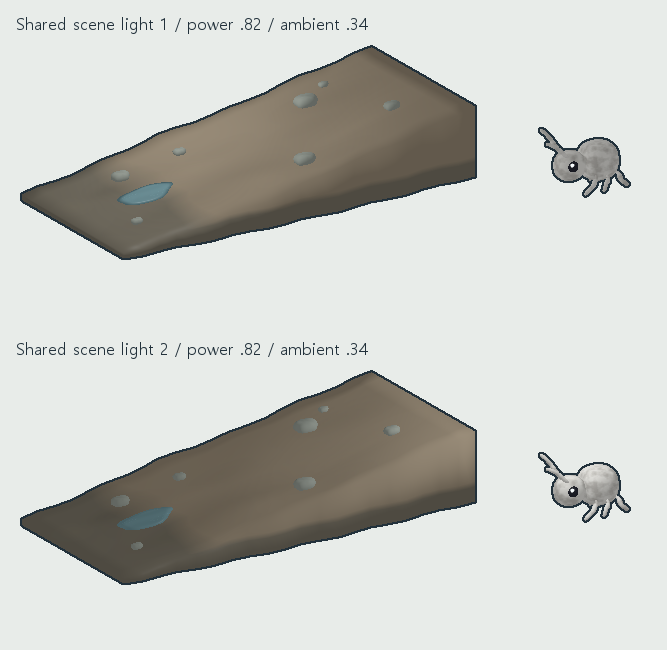 Shared scene light 1 / power .82 / ambient .34
Shared scene light 2 / power .82 / ambient .34